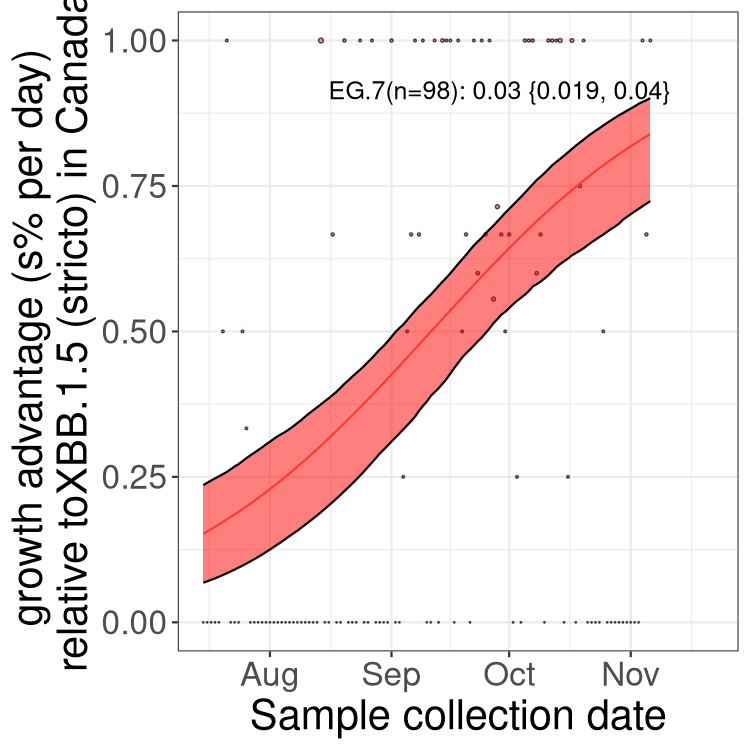 growth advantage (s% per day)
relative toXBB.1.5 (stricto) in Canada
1.00
0.75
0.50
0.25
0.00
EG.7(n=98): 0.03 {0.019, 0.04}
Aug Sep Oct Nov
Sample collection date